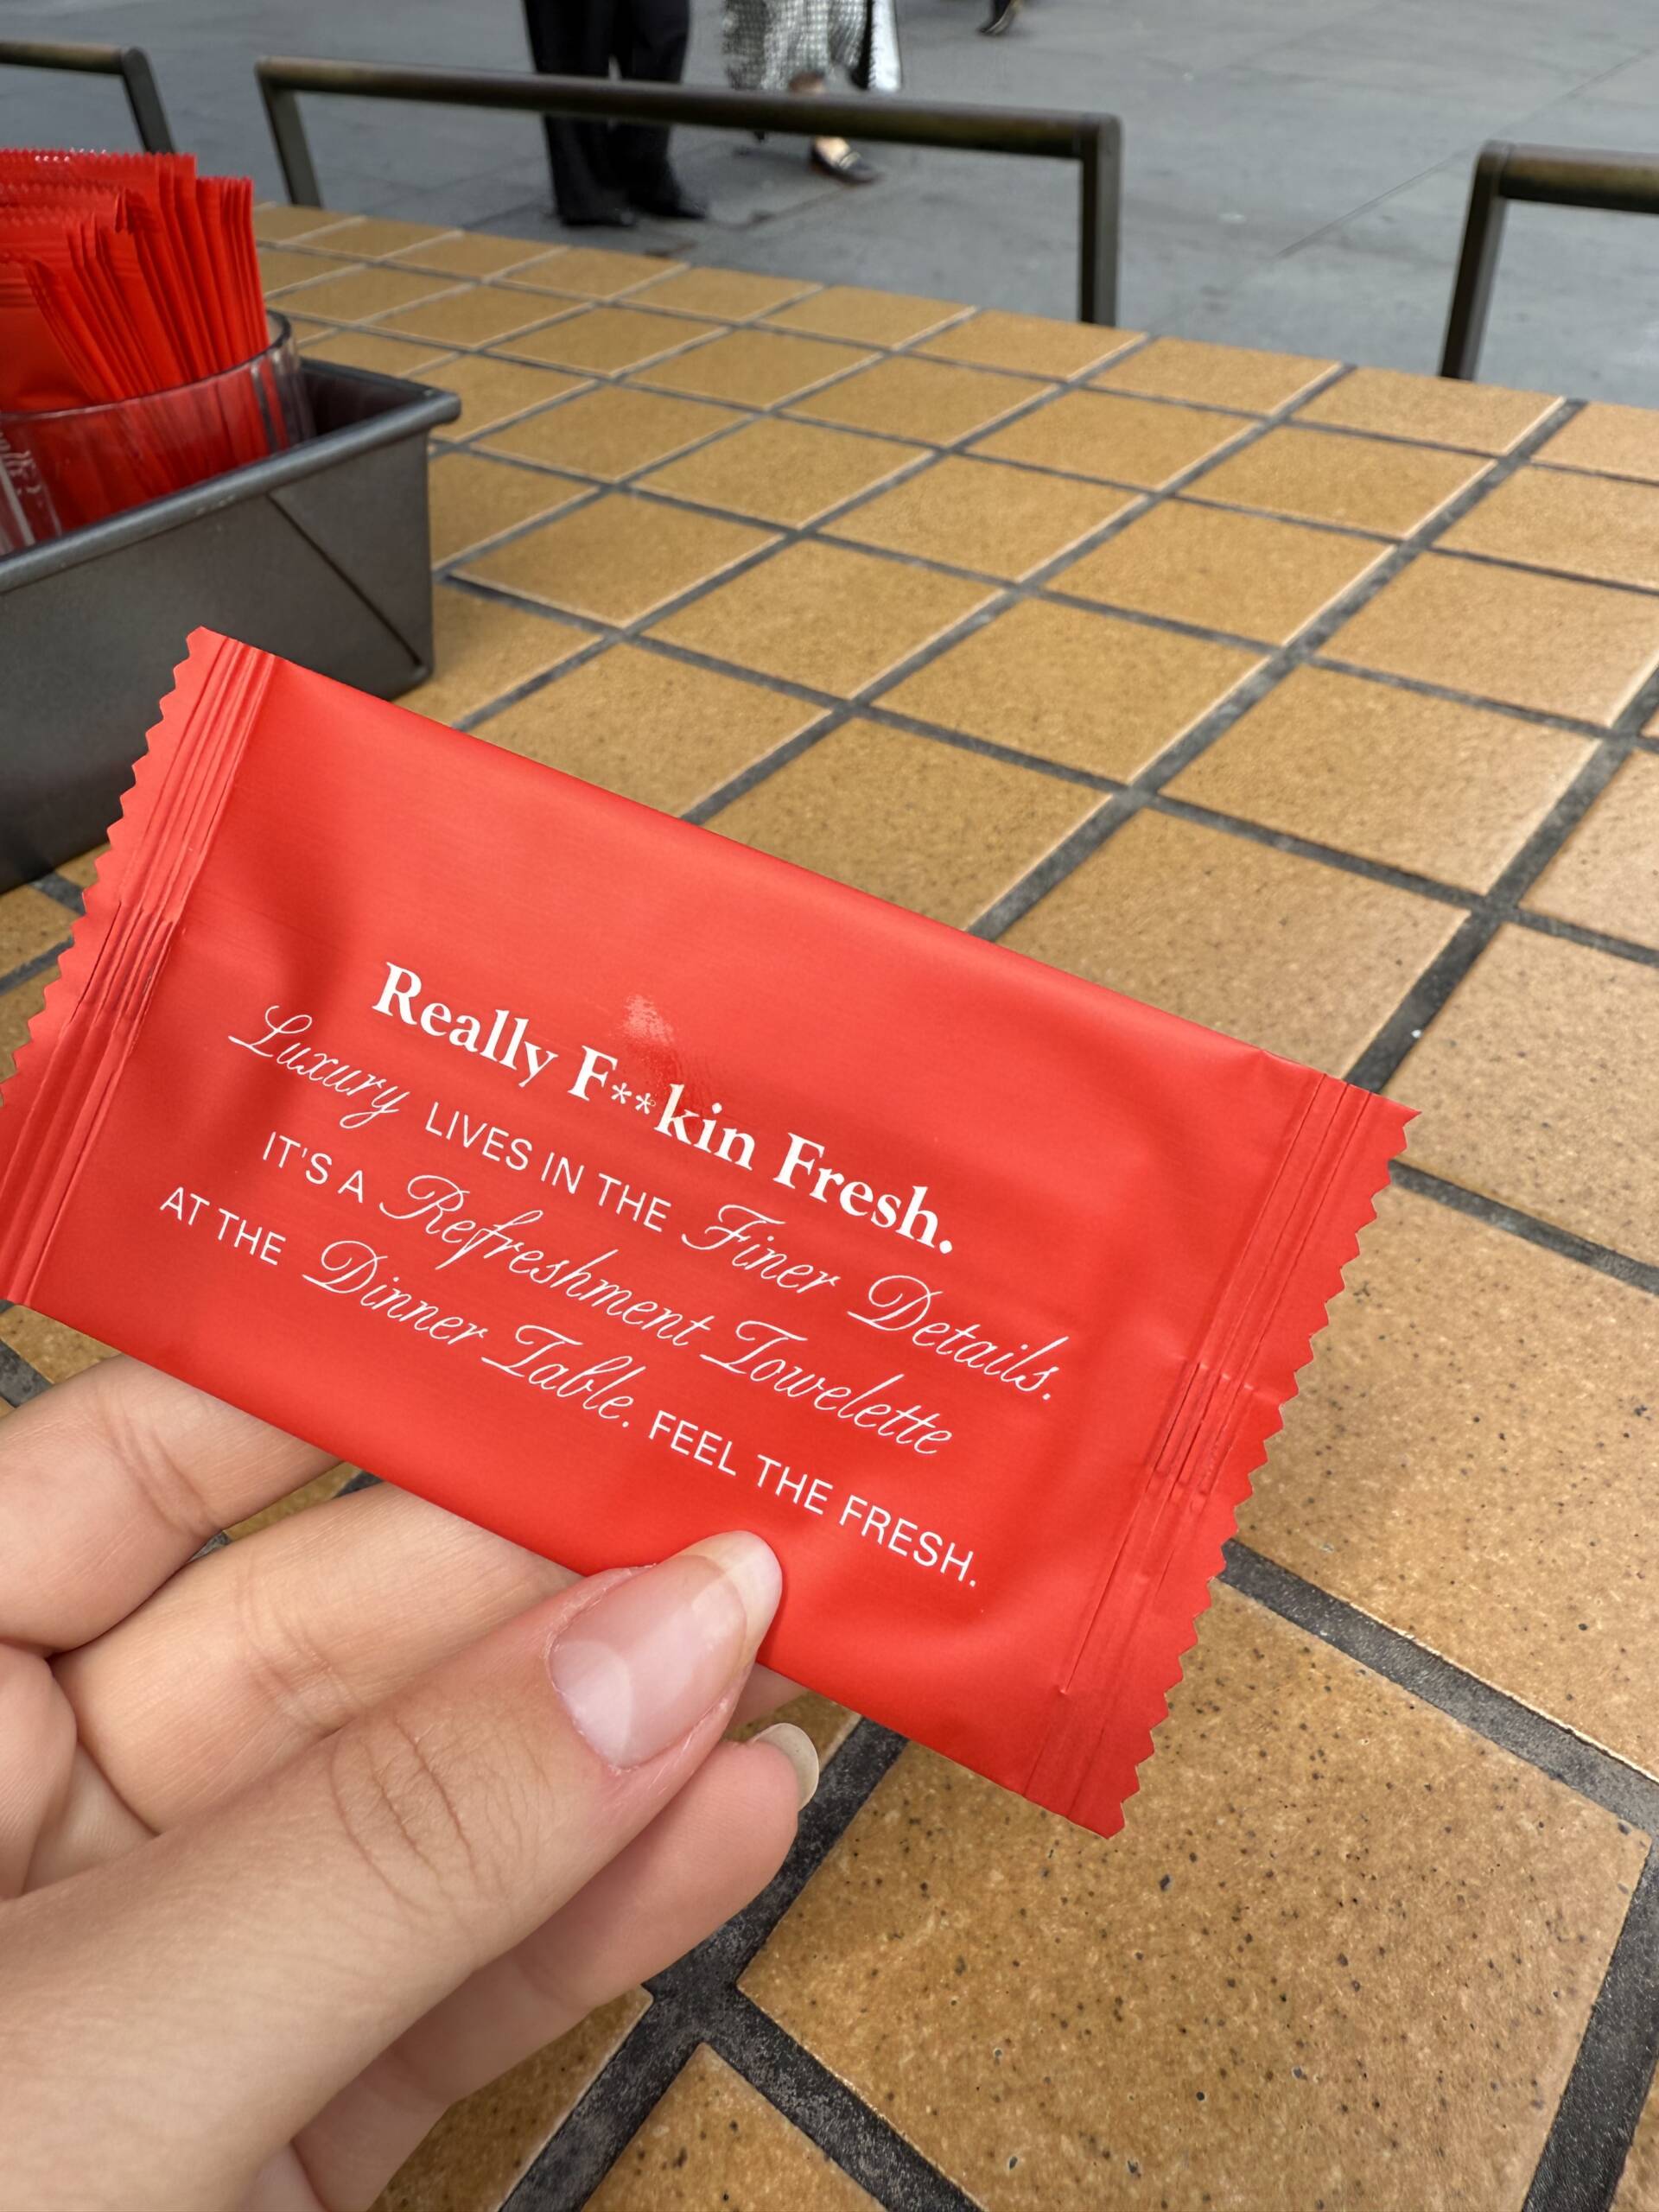 Really F**kin Fresh.
Luxury LIVES IN THE Finer Details.
IT'S A Refreshment Towelette
AT THE Dinner Table. FEEL THE FRESH.